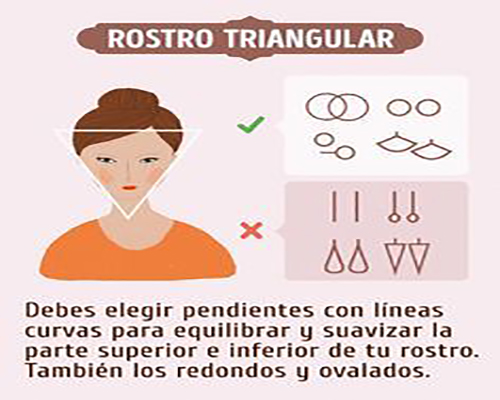 ROSTRO TRIANGULAR
Debes elegir pendientes con líneas
curvas para equilibrar y suavizar la
parte superior e inferior de tu rostro.
También los redondos y ovalados.